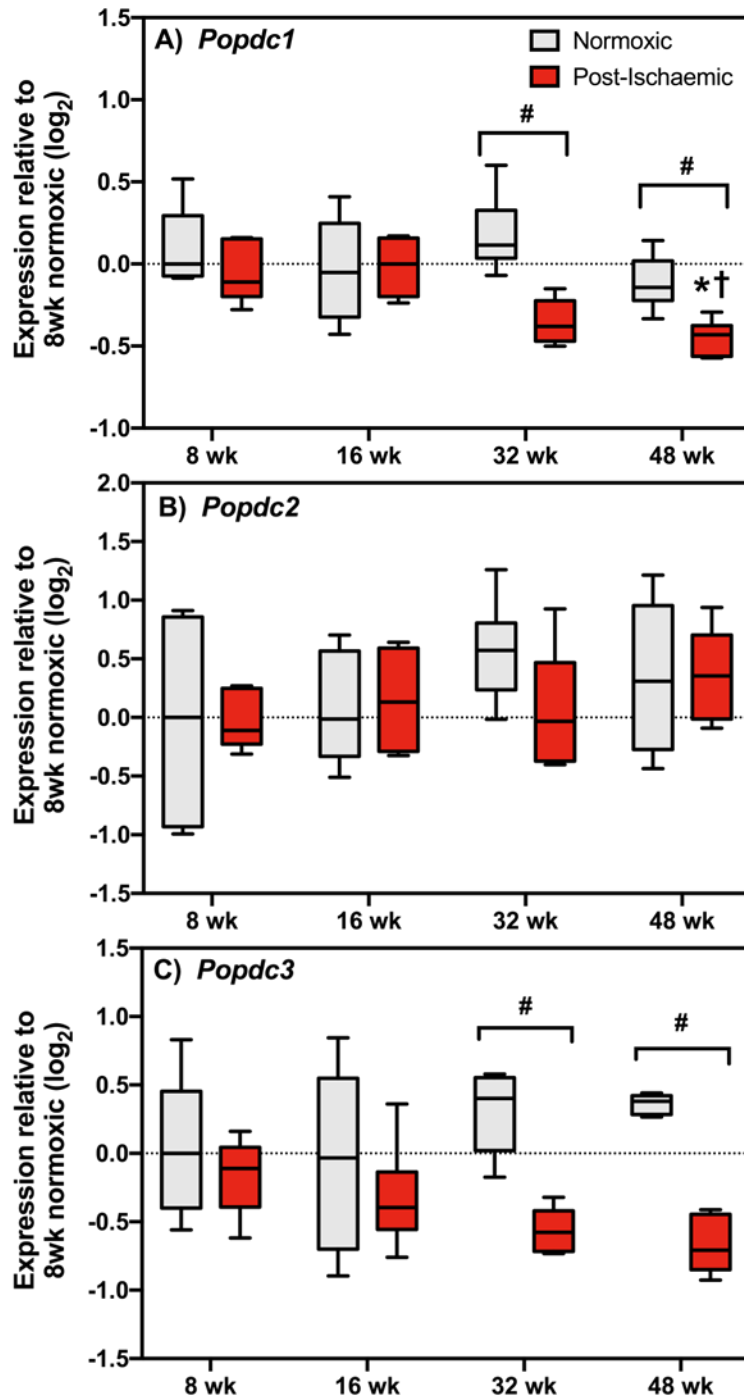 A) Popdc1
Normoxic
Post-Ischaemic
Expression relative to
8wk normoxic (log2)
1.5
1.0
0.5
0.0
-0.5
-1.0
#
#
*†
8 wk 16 wk 32 wk 48 wk
B) Popdc2
Expression relative to
8wk normoxic (log2)
2.0
1.5
1.0
0.5
0.0
-0.5
-1.0
-1.5
8 wk 16 wk 32 wk 48 wk
C) Popdc3
Expression relative to
8wk normoxic (log2)
1.5
1.0
0.5
0.0
-0.5
-1.0
-1.5
#
#
8 wk 16 wk 32 wk 48 wk